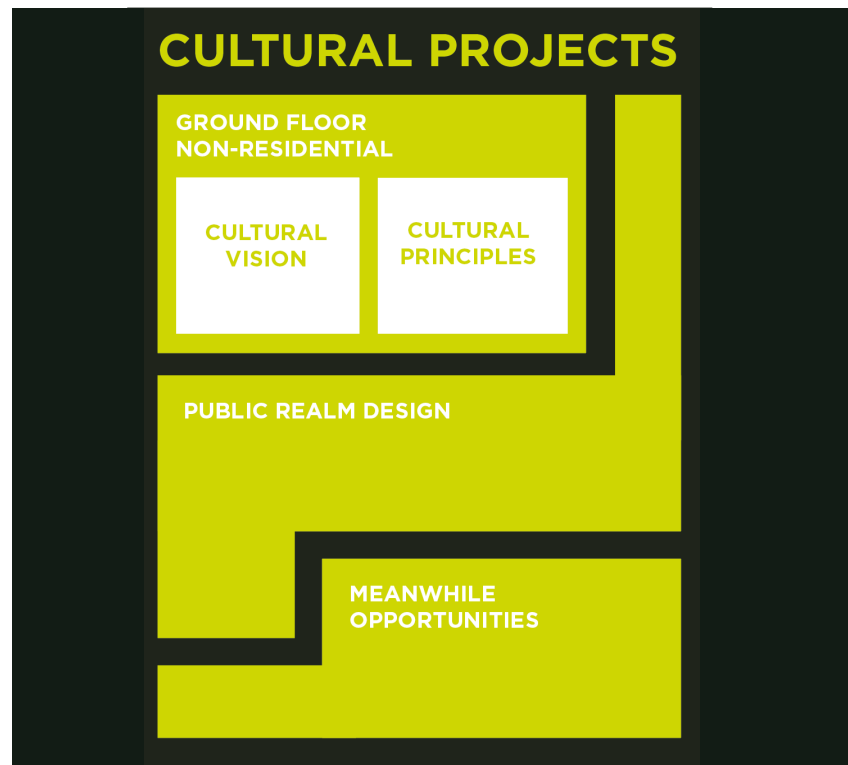 CULTURAL PROJECTS
GROUND FLOOR
NON-RESIDENTIAL
CULTURAL
VISION
CULTURAL
PRINCIPLES
PUBLIC REALM DESIGN
MEANWHILE
OPPORTUNITIES